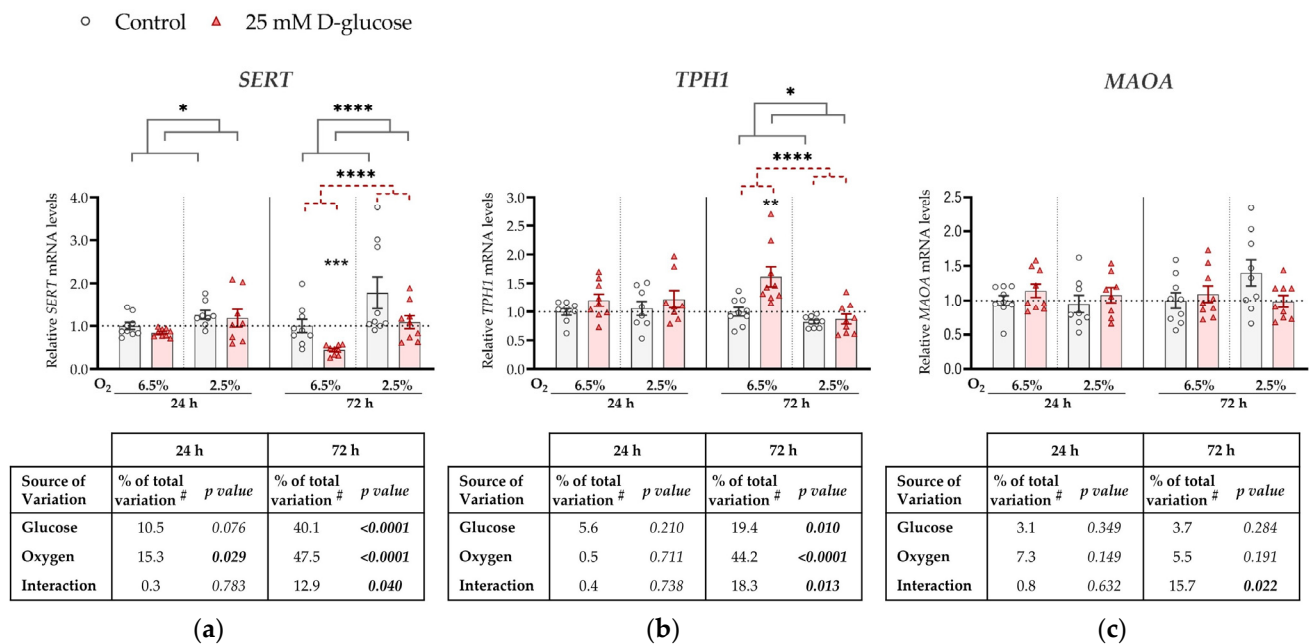 Control 25 mM D-glucose
SERT TPH1 MAOA
* **** *
**** ****
*** **
Relative SERT mRNA levels
4.0
3.0
2.0
1.0
0.0
O2 6.5% 2.5% 6.5% 2.5%
24 h 72 h
Relative TPH1 mRNA levels
3.0
2.5
2.0
1.5
1.0
0.5
0.0
6.5% 2.5% 6.5% 2.5%
24 h 72 h
Relative MAOA mRNA levels
2.5
2.0
1.5
1.0
0.5
0.0
6.5% 2.5% 6.5% 2.5%
24 h 72 h
24 h 72 h
Source of Variation % of total variation # p value % of total variation # p value
Glucose 10.5 0.076 40.1 <0.0001
Oxygen 15.3 0.029 47.5 <0.0001
Interaction 0.3 0.783 12.9 0.040
(a)
24 h 72 h
Source of Variation % of total variation # p value % of total variation # p value
Glucose 5.6 0.210 19.4 0.010
Oxygen 0.5 0.711 44.2 <0.0001
Interaction 0.4 0.738 18.3 0.013
(b)
24 h 72 h
Source of Variation % of total variation # p value % of total variation # p value
Glucose 3.1 0.349 3.7 0.284
Oxygen 7.3 0.149 5.5 0.191
Interaction 0.8 0.632 15.7 0.022
(c)